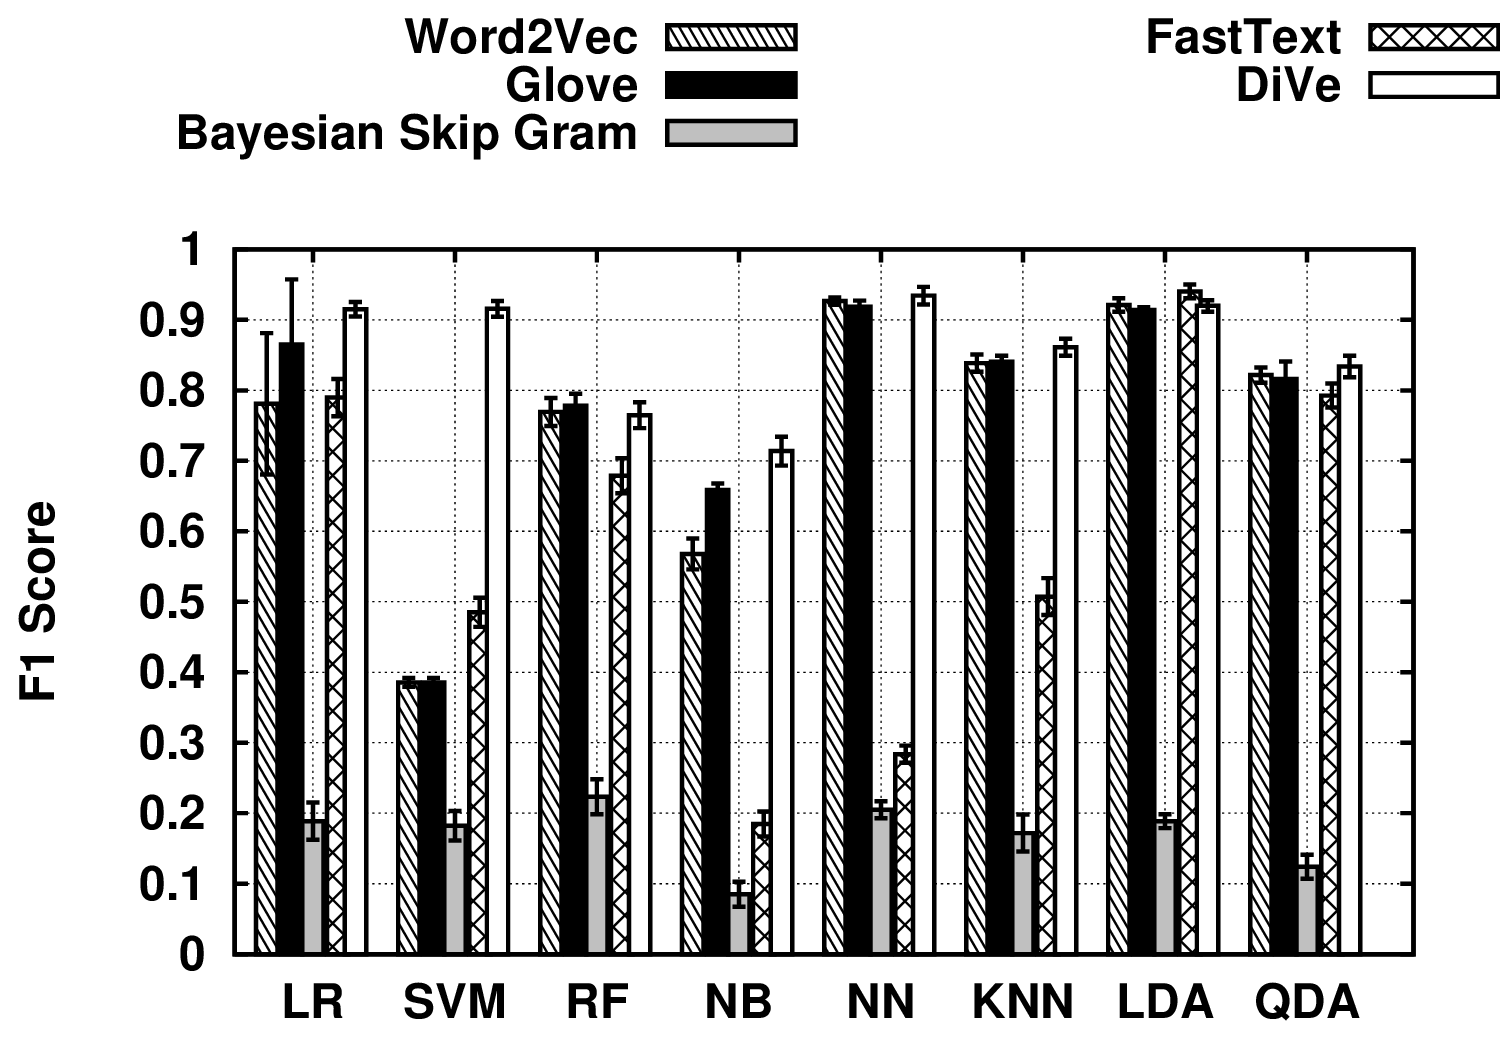 Word2Vec
Glove
Bayesian Skip Gram
FastText
DiVe
1
0.9
0.8
0.7
0.6
0.5
0.4
0.3
0.2
0.1
0
F1 Score
LR SVM RF NB NN KNN LDA QDA